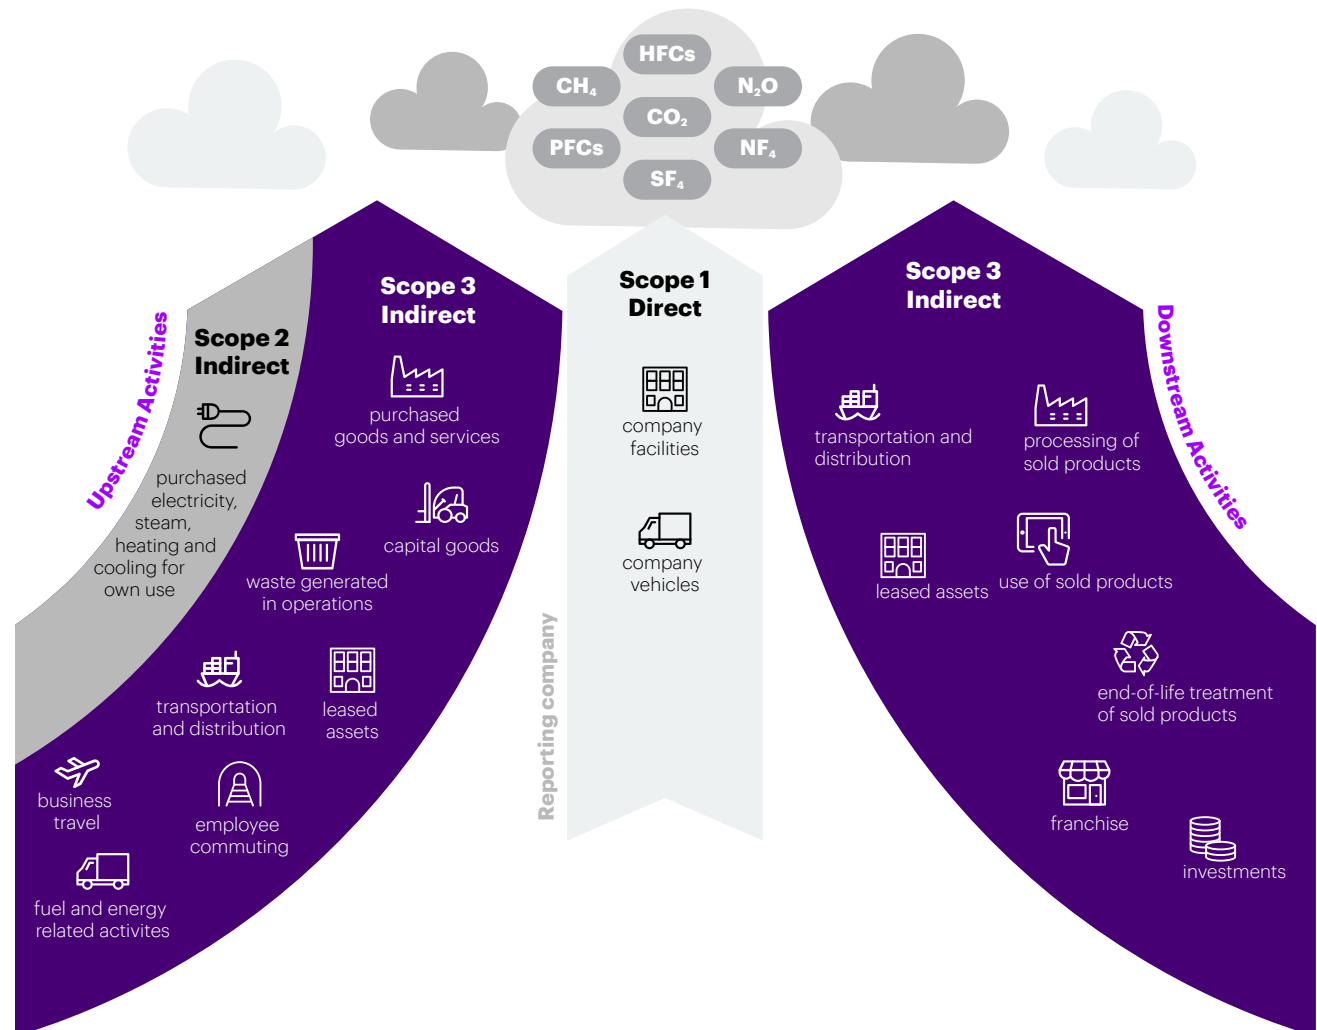 HFCs
CH₄
N₂O
CO₂
PFCs
NF₄
SF₄
Upstream Activities
Scope 2
Indirect
purchased
electricity,
steam,
heating and
cooling for
own use
Scope 3
Indirect
purchased
goods and services
capital goods
waste generated
in operations
transportation
and distribution
leased
assets
business
travel
employee
commuting
fuel and energy
related activites
Reporting company
Scope 1
Direct
company
facilities
company
vehicles
Scope 3
Indirect
transportation and
distribution
processing of
sold products
leased assets
use of sold products
end-of-life treatment
of sold products
franchise
investments
Downstream Activities